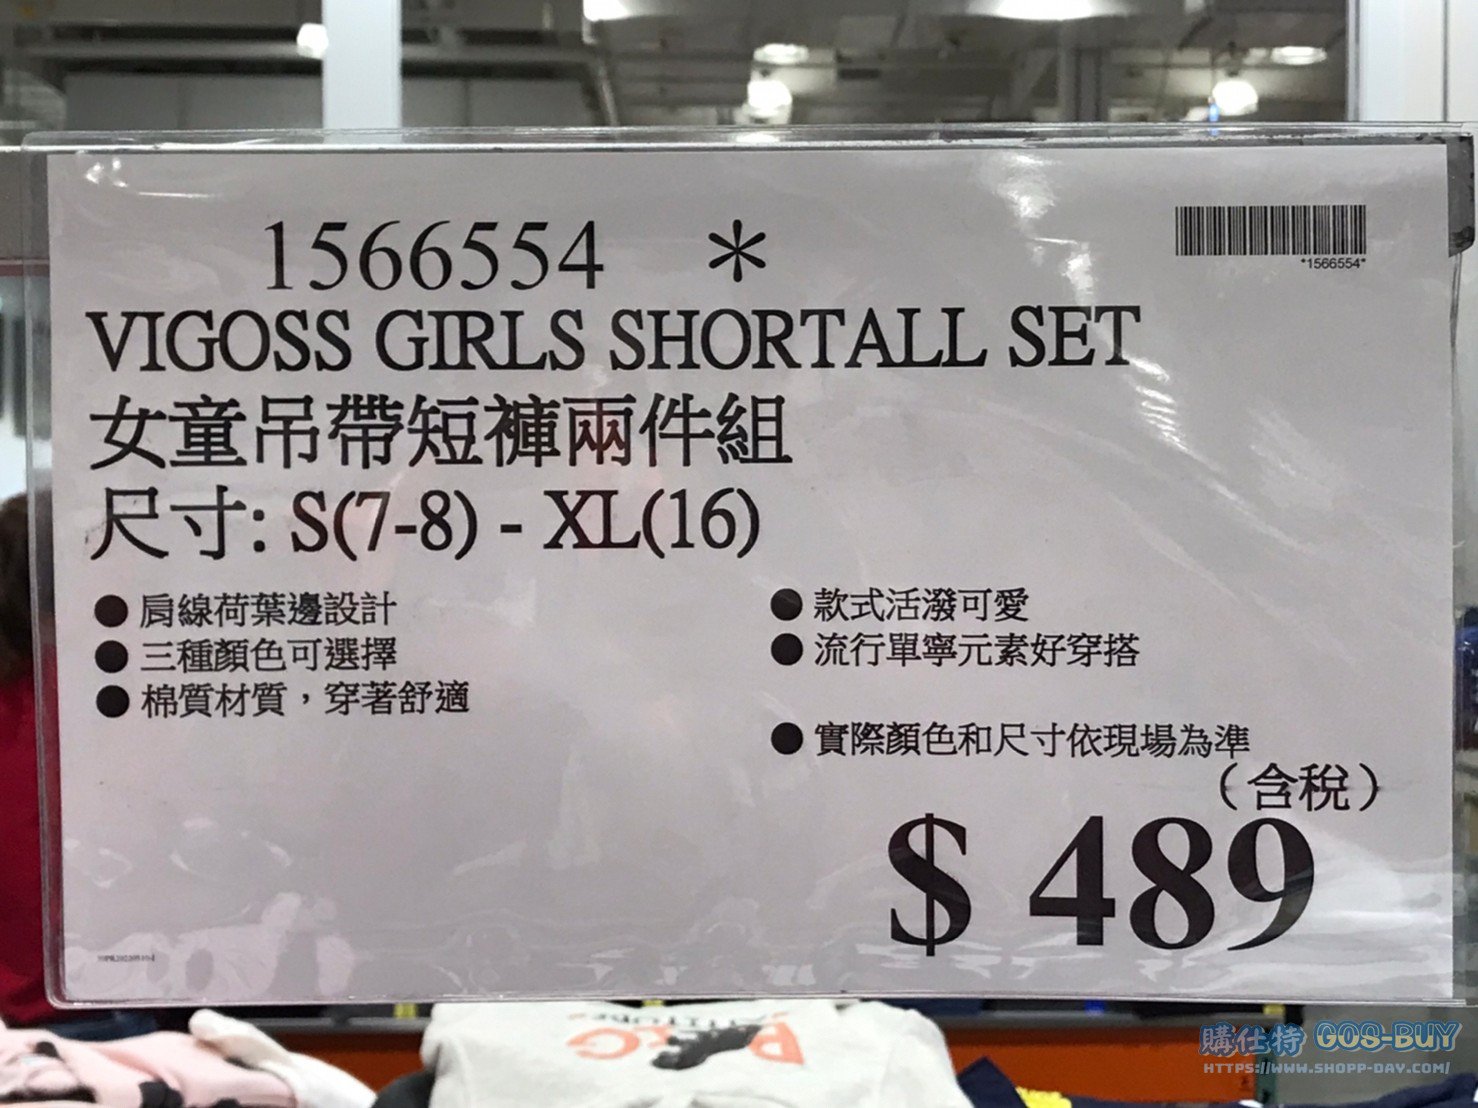 1566554 *
*1566554*
VIGOSS GIRLS SHORTALL SET
女童吊帶短褲兩件組
尺寸: S(7-8) - XL(16)
● 肩線荷葉邊設計
● 三種顏色可選擇
● 棉質材質，穿著舒適
● 款式活潑可愛
● 流行單寧元素好穿搭
● 實際顏色和尺寸依現場為準
（含稅）
$ 489
購仕特 GOS-BUY
HTTPS://WWW.SHOPP-DAY.COM/